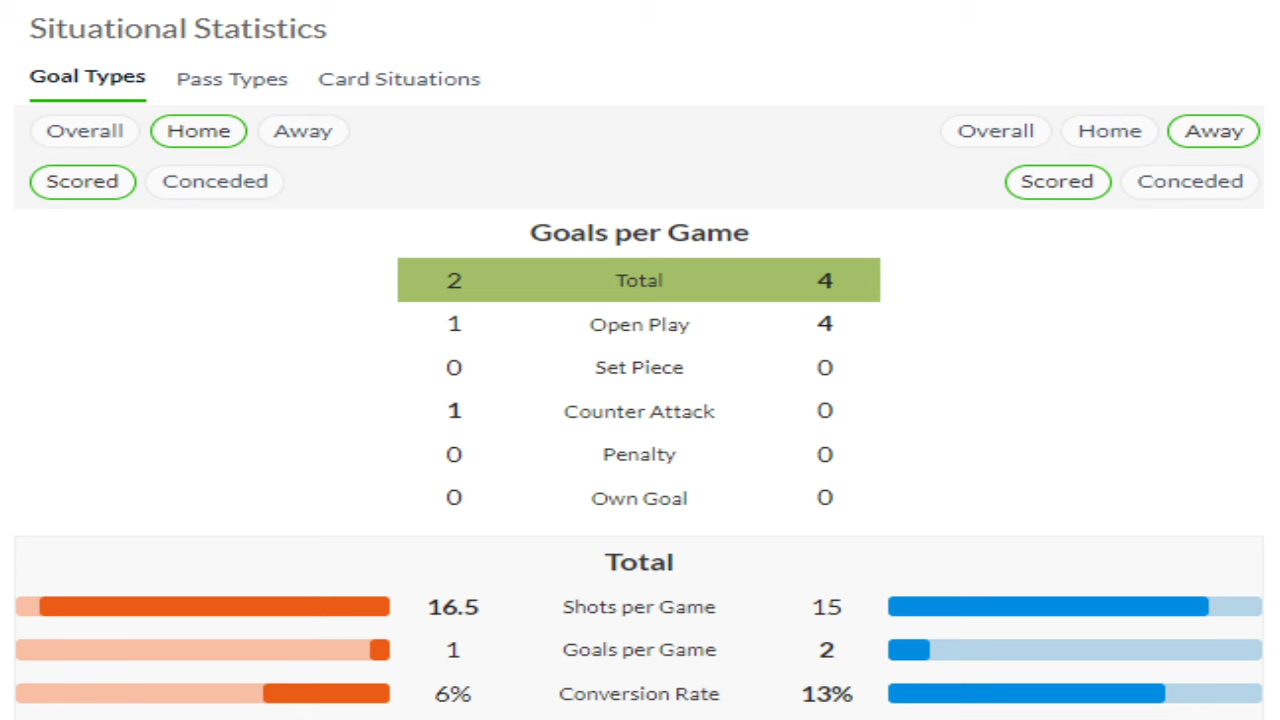 Situational Statistics
Goal Types Pass Types Card Situations
Overall Home Away Overall Home Away
Scored Conceded Scored Conceded
Goals per Game
2 Total 4
1 Open Play 4
0 Set Piece 0
1 Counter Attack 0
0 Penalty 0
0 Own Goal 0
Total
16.5 Shots per Game 15
1 Goals per Game 2
6% Conversion Rate 13%